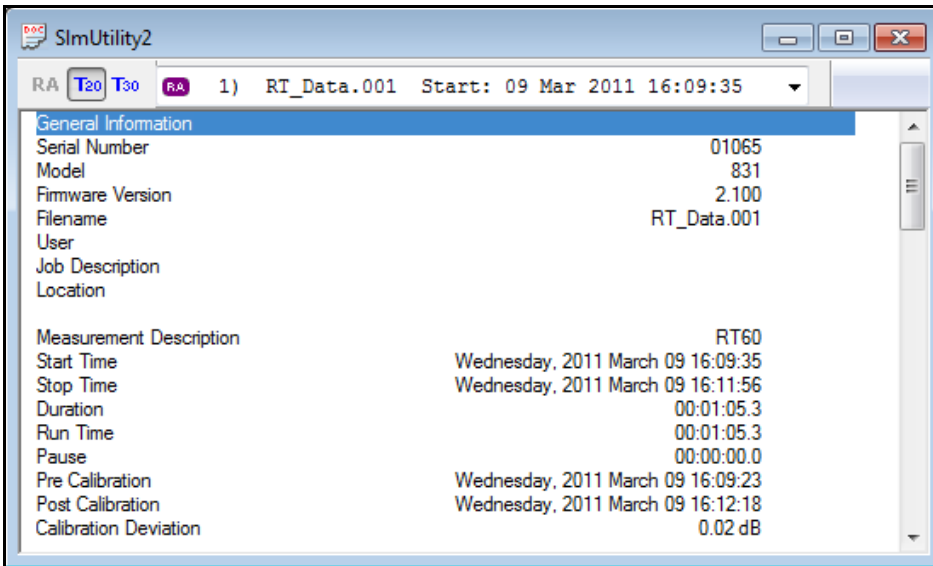 DOC SlmUtility2
RA T20 T30 RA 1) RT_Data.001 Start: 09 Mar 2011 16:09:35
General Information
Serial Number 01065
Model 831
Firmware Version 2.100
Filename RT_Data.001
User
Job Description
Location
Measurement Description RT60
Start Time Wednesday, 2011 March 09 16:09:35
Stop Time Wednesday, 2011 March 09 16:11:56
Duration 00:01:05.3
Run Time 00:01:05.3
Pause 00:00:00.0
Pre Calibration Wednesday, 2011 March 09 16:09:23
Post Calibration Wednesday, 2011 March 09 16:12:18
Calibration Deviation 0.02 dB